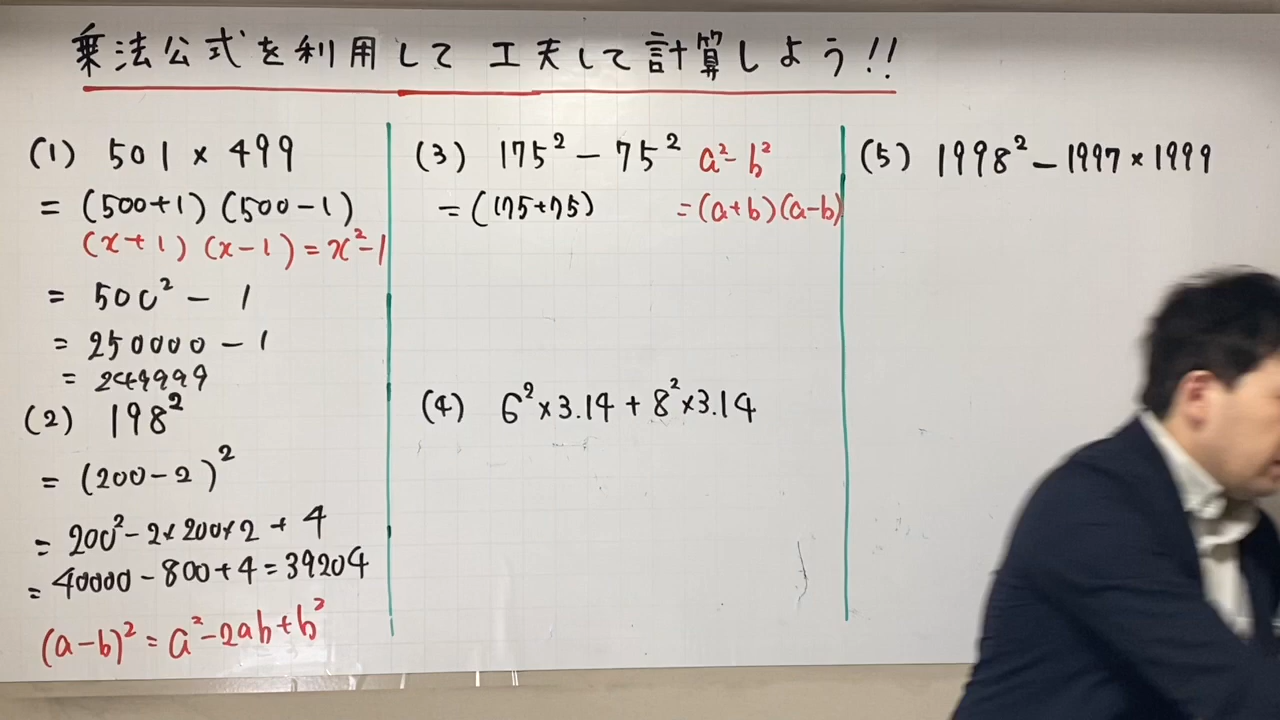 乗法公式を利用して 工夫して計算しよう!!
(1) 501 × 499
= (500+1)(500-1)
(x+1)(x-1)=x²-1
= 500² - 1
= 250000 - 1
= 249999
(2) 198²
= (200-2)²
= 200²-2×200×2 + 4
= 40000-800+4=39204
(a-b)² = a²-2ab+b²
(3) 175² - 75² a²-b²
=(175+75) =(a+b)(a-b)
(4) 6²×3.14 + 8²×3.14
(5) 1998² - 1997×1999